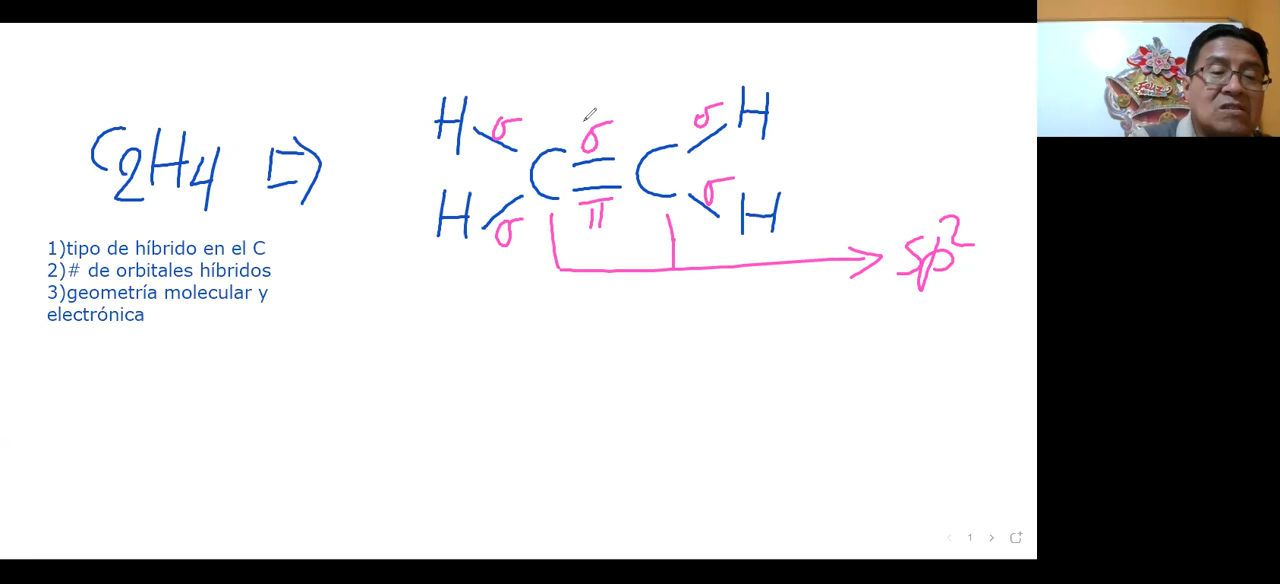 C2H4 ⇒
H σ σ σ H
C = C
H σ π σ H
sp²
1)tipo de híbrido en el C
2)# de orbitales híbridos
3)geometría molecular y
electrónica
1